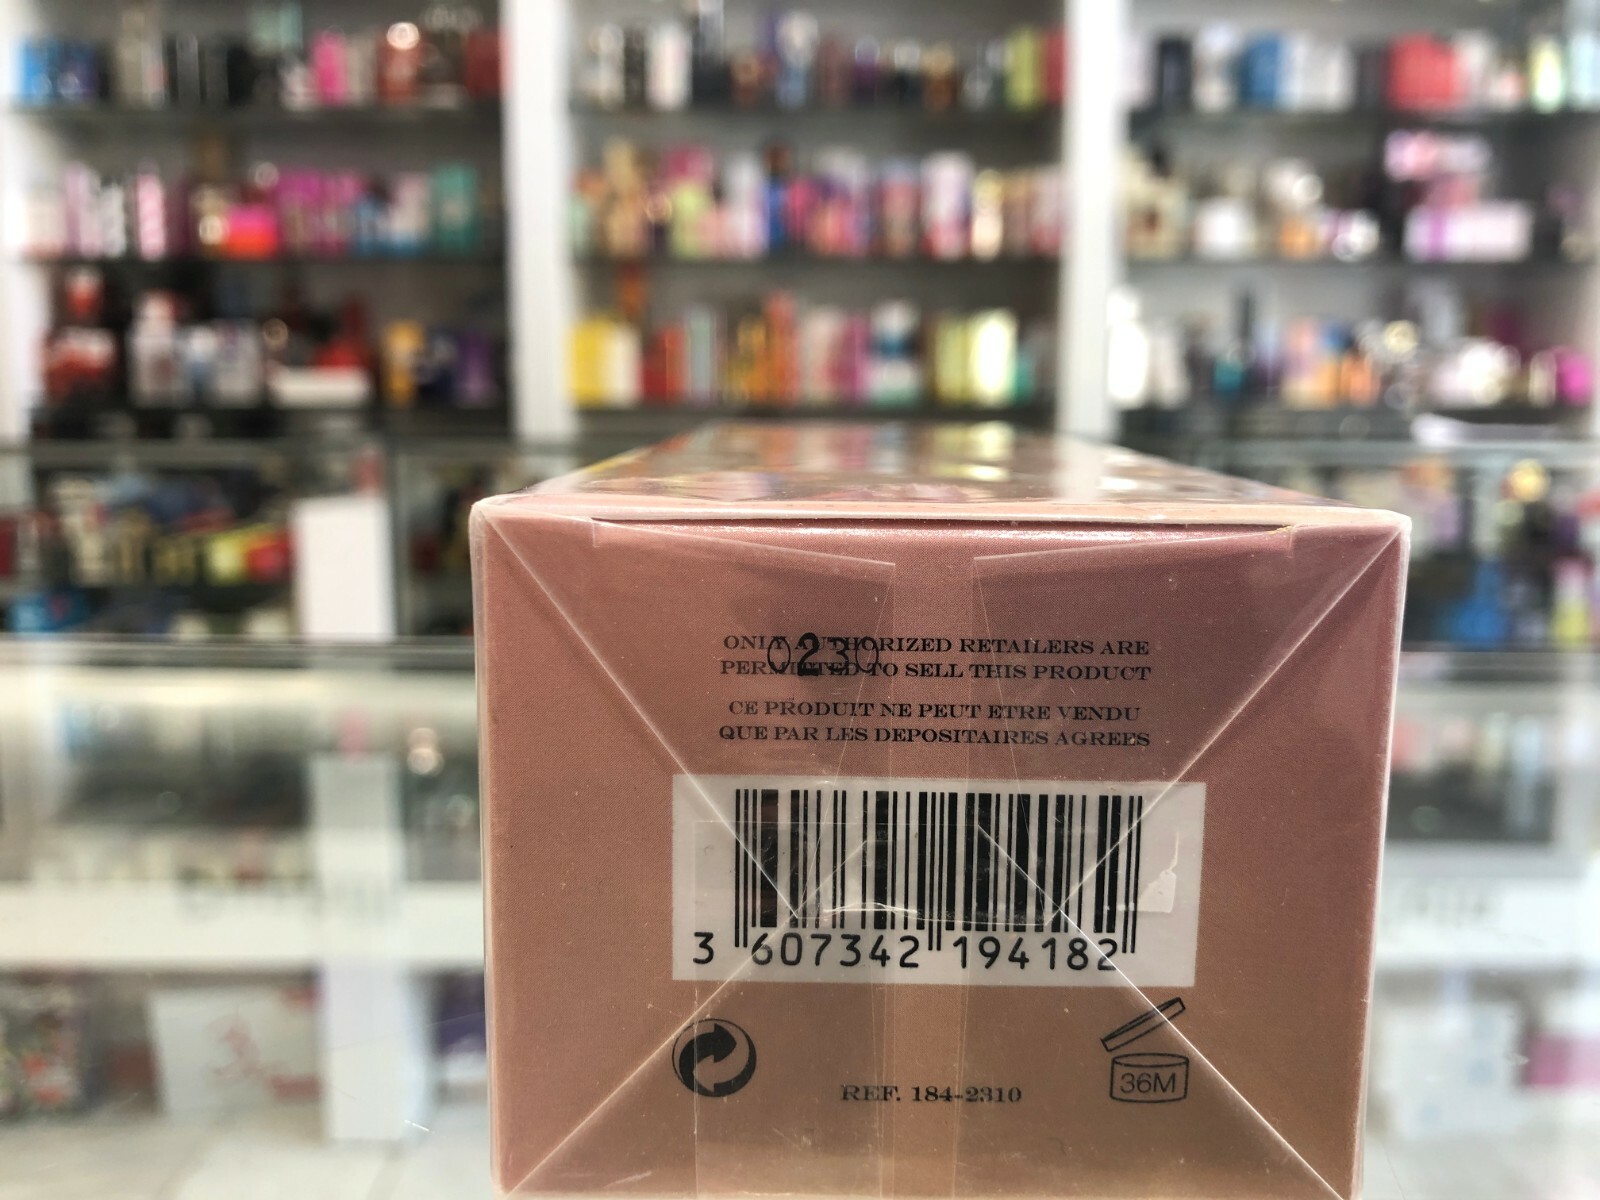 ONLY AUTHORIZED RETAILERS ARE
0230
PERMITTED TO SELL THIS PRODUCT
CE PRODUIT NE PEUT ETRE VENDU
QUE PAR LES DEPOSITAIRES AGREES
3 607342 194182
36M
REF. 184-2310